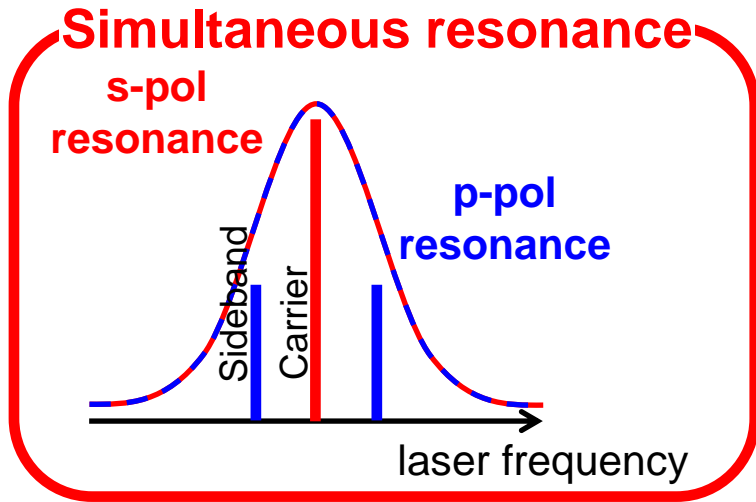 Simultaneous resonance
s-pol
resonance
p-pol
resonance
Sideband
Carrier
laser frequency